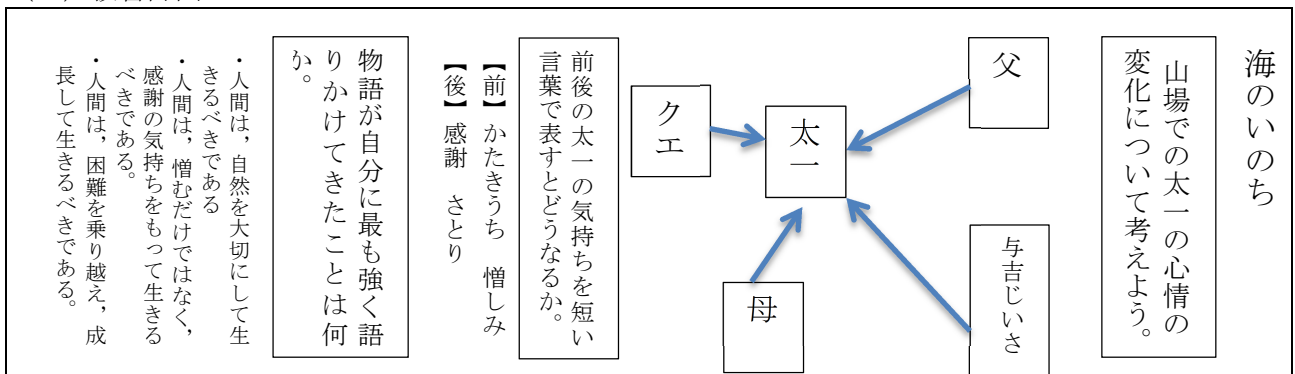 海のいのち
山場での太一の心情の
変化について考えよう。
父
与吉じいさ
太一
母
クエ
前後の太一の気持ちを短い
言葉で表すとどうなるか。
【前】かたきうち　憎しみ
【後】感謝　さとり
物語が自分に最も強く語
りかけてきたことは何
か。
・人間は，自然を大切にして生
きるべきである
・人間は，憎むだけではなく，
感謝の気持ちをもって生きる
べきである。
・人間は，困難を乗り越え，成
長して生きるべきである。